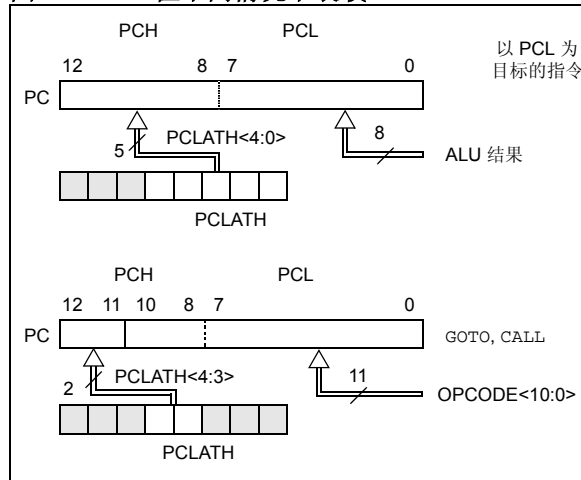 PCH PCL
12 8 7 0
以 PCL 为
目标的指令
PC
5 PCLATH<4:0> 8
ALU 结果
PCLATH
PCH PCL
12 11 10 8 7 0
PC GOTO, CALL
2 PCLATH<4:3> 11
OPCODE<10:0>
PCLATH